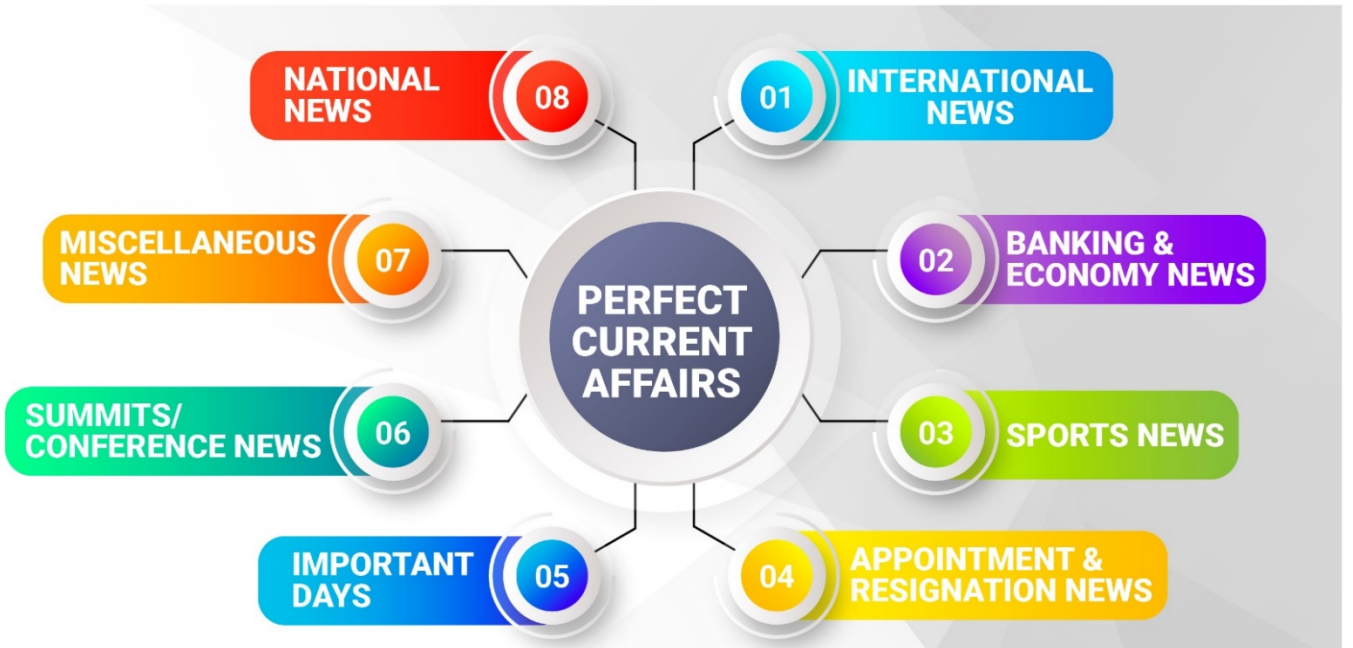 NATIONAL
NEWS
08
01
INTERNATIONAL
NEWS
MISCELLANEOUS
NEWS
07
02
BANKING &
ECONOMY NEWS
PERFECT
CURRENT
AFFAIRS
SUMMITS/
CONFERENCE NEWS
06
03
SPORTS NEWS
IMPORTANT
DAYS
05
04
APPOINTMENT &
RESIGNATION NEWS